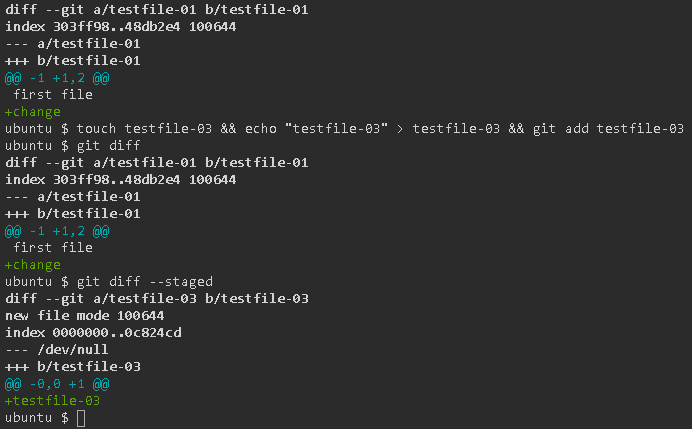 diff --git a/testfile-01 b/testfile-01
index 303ff98..48db2e4 100644
--- a/testfile-01
+++ b/testfile-01
@@ -1 +1,2 @@
 first file
+change
ubuntu $ touch testfile-03 && echo "testfile-03" > testfile-03 && git add testfile-03
ubuntu $ git diff
diff --git a/testfile-01 b/testfile-01
index 303ff98..48db2e4 100644
--- a/testfile-01
+++ b/testfile-01
@@ -1 +1,2 @@
 first file
+change
ubuntu $ git diff --staged
diff --git a/testfile-03 b/testfile-03
new file mode 100644
index 0000000..0c824cd
--- /dev/null
+++ b/testfile-03
@@ -0,0 +1 @@
+testfile-03
ubuntu $